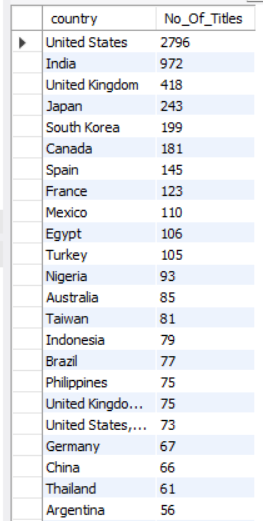 country No_Of_Titles
United States 2796
India 972
United Kingdom 418
Japan 243
South Korea 199
Canada 181
Spain 145
France 123
Mexico 110
Egypt 106
Turkey 105
Nigeria 93
Australia 85
Taiwan 81
Indonesia 79
Brazil 77
Philippines 75
United Kingdo... 75
United States,... 73
Germany 67
China 66
Thailand 61
Argentina 56